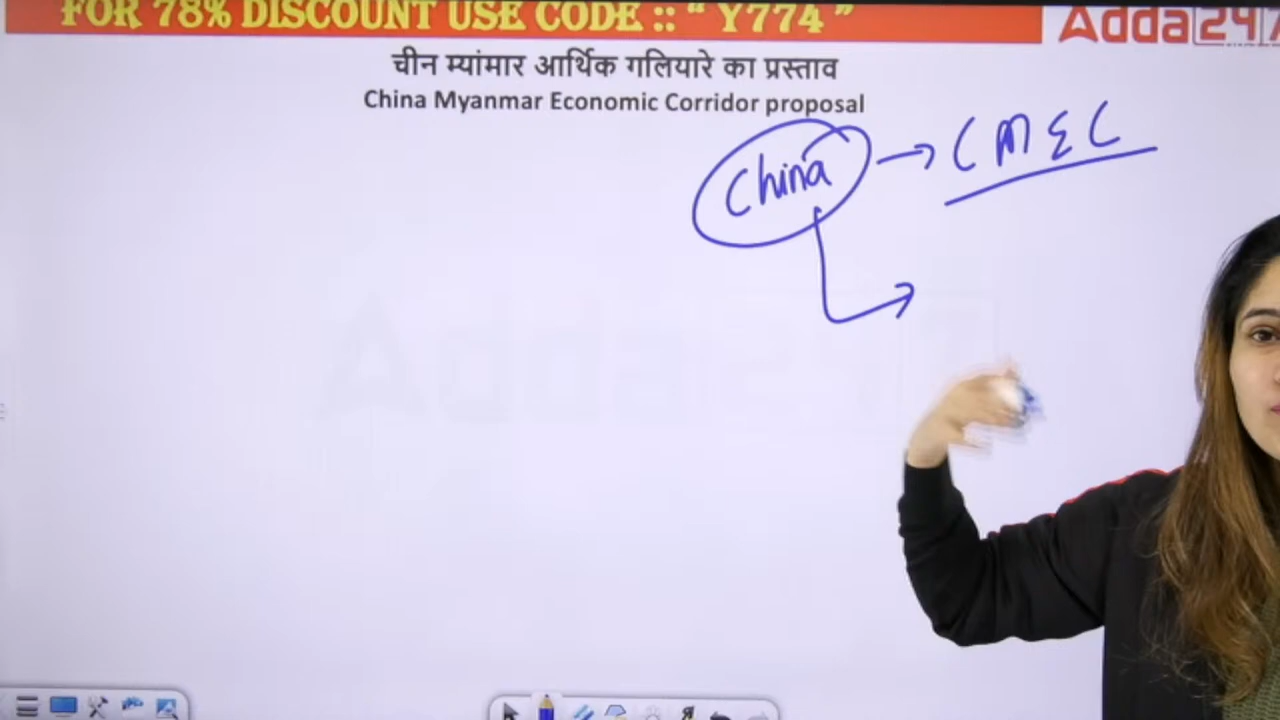 FOR 78% DISCOUNT USE CODE :: “ Y774 ”
Adda247
चीन म्यांमार आर्थिक गलियारे का प्रस्ताव
China Myanmar Economic Corridor proposal
China → CMEC